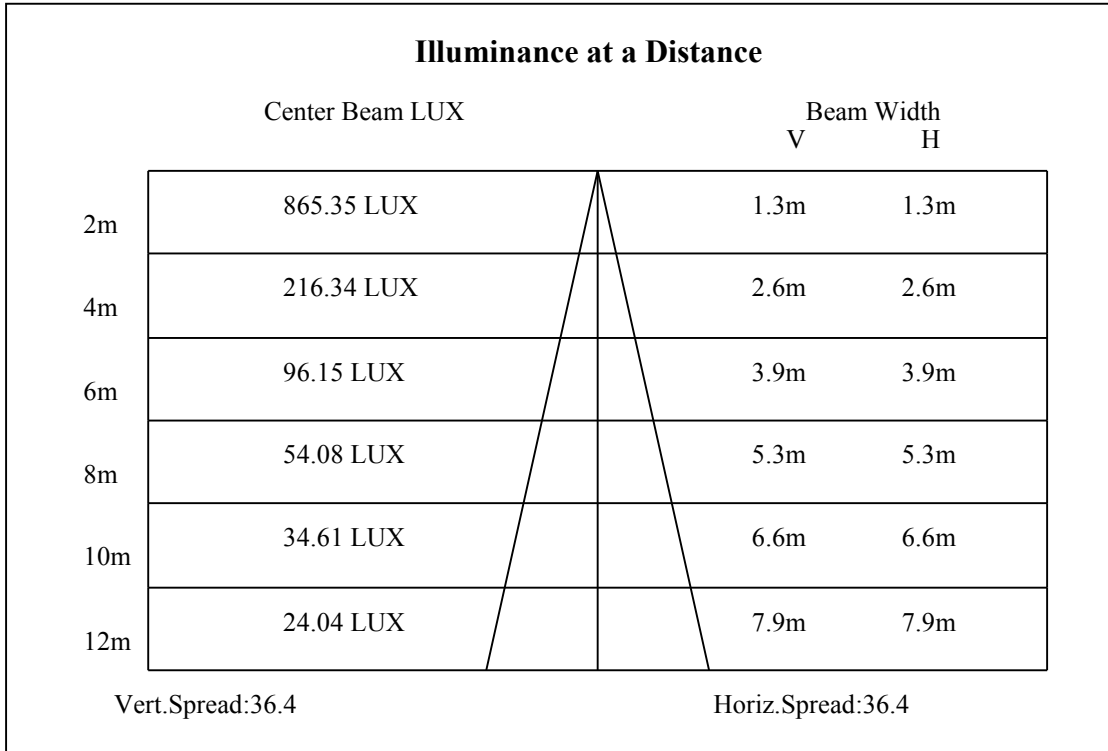 Illuminance at a Distance
Center Beam LUX Beam Width
V H
2m 865.35 LUX 1.3m 1.3m
4m 216.34 LUX 2.6m 2.6m
6m 96.15 LUX 3.9m 3.9m
8m 54.08 LUX 5.3m 5.3m
10m 34.61 LUX 6.6m 6.6m
12m 24.04 LUX 7.9m 7.9m
Vert.Spread:36.4 Horiz.Spread:36.4